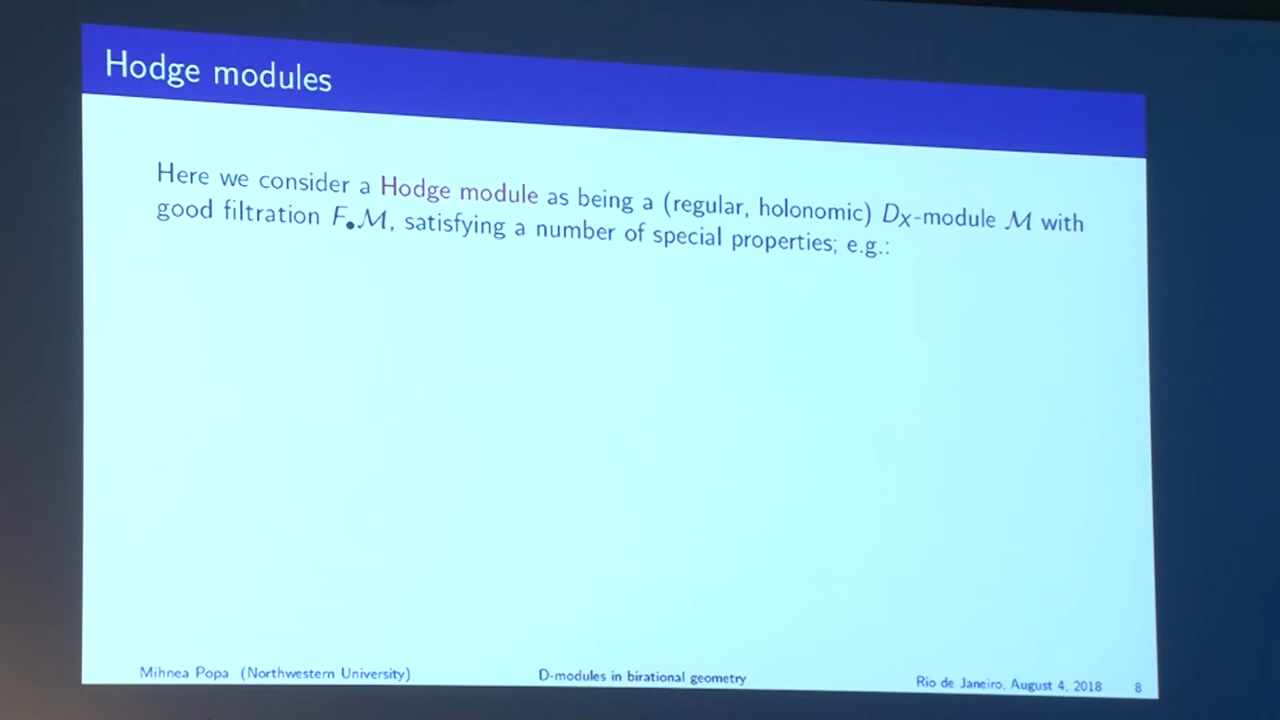 Hodge modules
Here we consider a Hodge module as being a (regular, holonomic) D_X-module ℳ with
good filtration F_•ℳ, satisfying a number of special properties; e.g.:
Mihnea Popa (Northwestern University) D-modules in birational geometry Rio de Janeiro, August 4, 2018 8